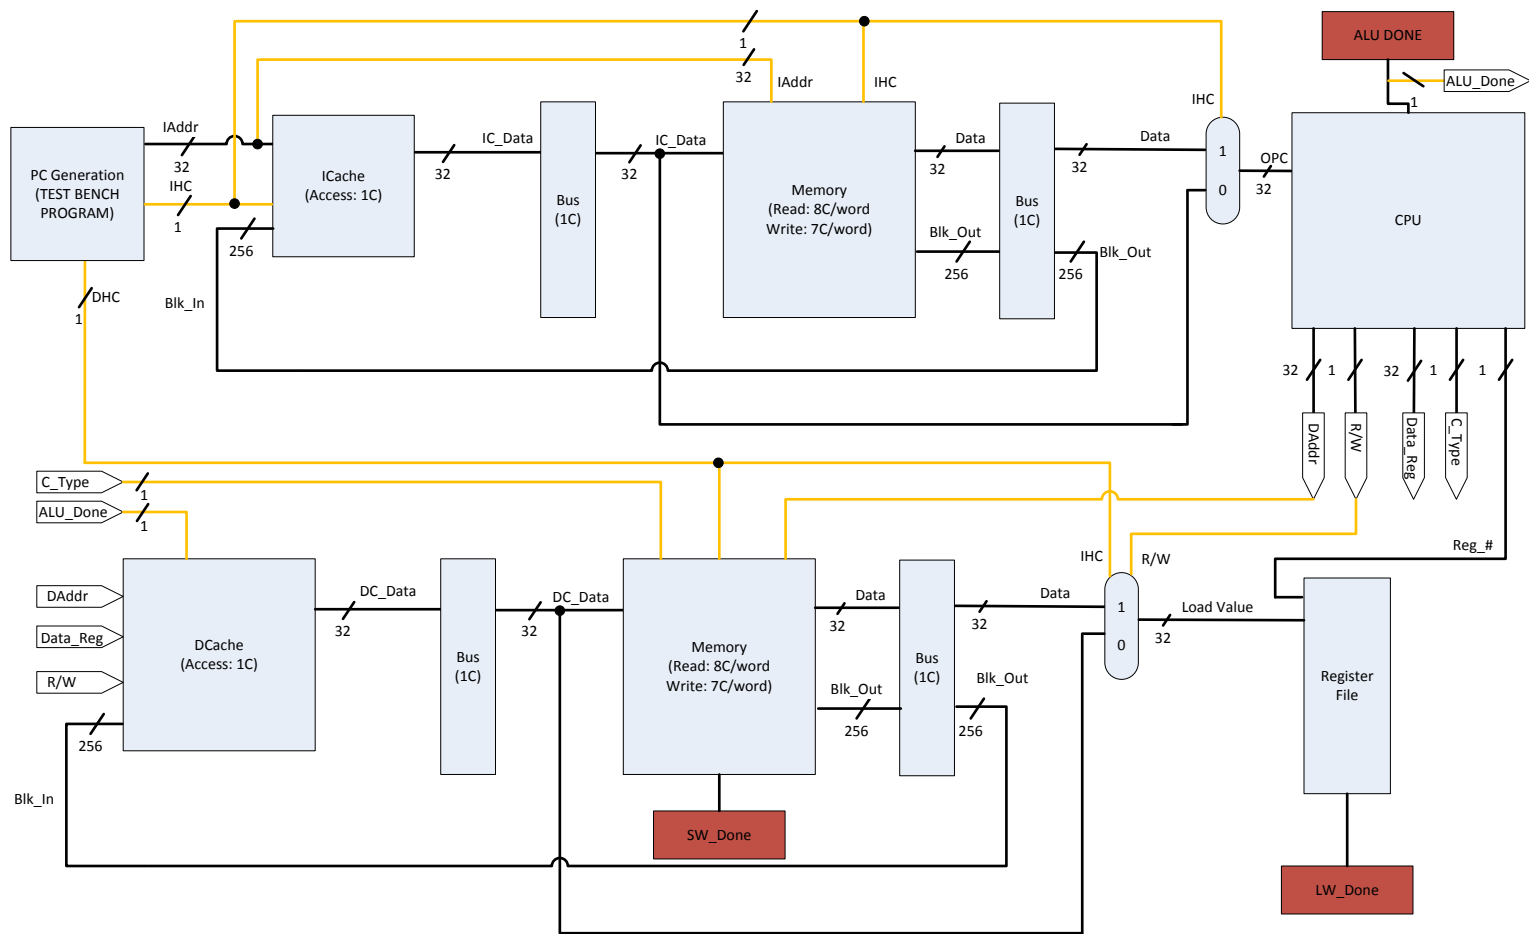 ALU DONE
1
32
IAddr
IHC
IHC
1
ALU_Done
IAddr
32
IHC
1
PC Generation
(TEST BENCH
PROGRAM)
ICache
(Access: 1C)
256
Blk_In
IC_Data
32
Bus
(1C)
IC_Data
32
Memory
(Read: 8C/word
Write: 7C/word)
Data
32
Blk_Out
256
Bus
(1C)
Data
32
Blk_Out
256
1
0
OPC
32
CPU
DHC
1
32
1
32
1
1
DAddr
R/W
Data_Reg
C_Type
C_Type
1
ALU_Done
1
DAddr
Data_Reg
R/W
256
Blk_In
DCache
(Access: 1C)
DC_Data
32
Bus
(1C)
DC_Data
32
Memory
(Read: 8C/word
Write: 7C/word)
Data
32
Blk_Out
256
Bus
(1C)
Data
32
Blk_Out
256
IHC
R/W
1
0
Reg_#
Load Value
32
Register
File
SW_Done
LW_Done